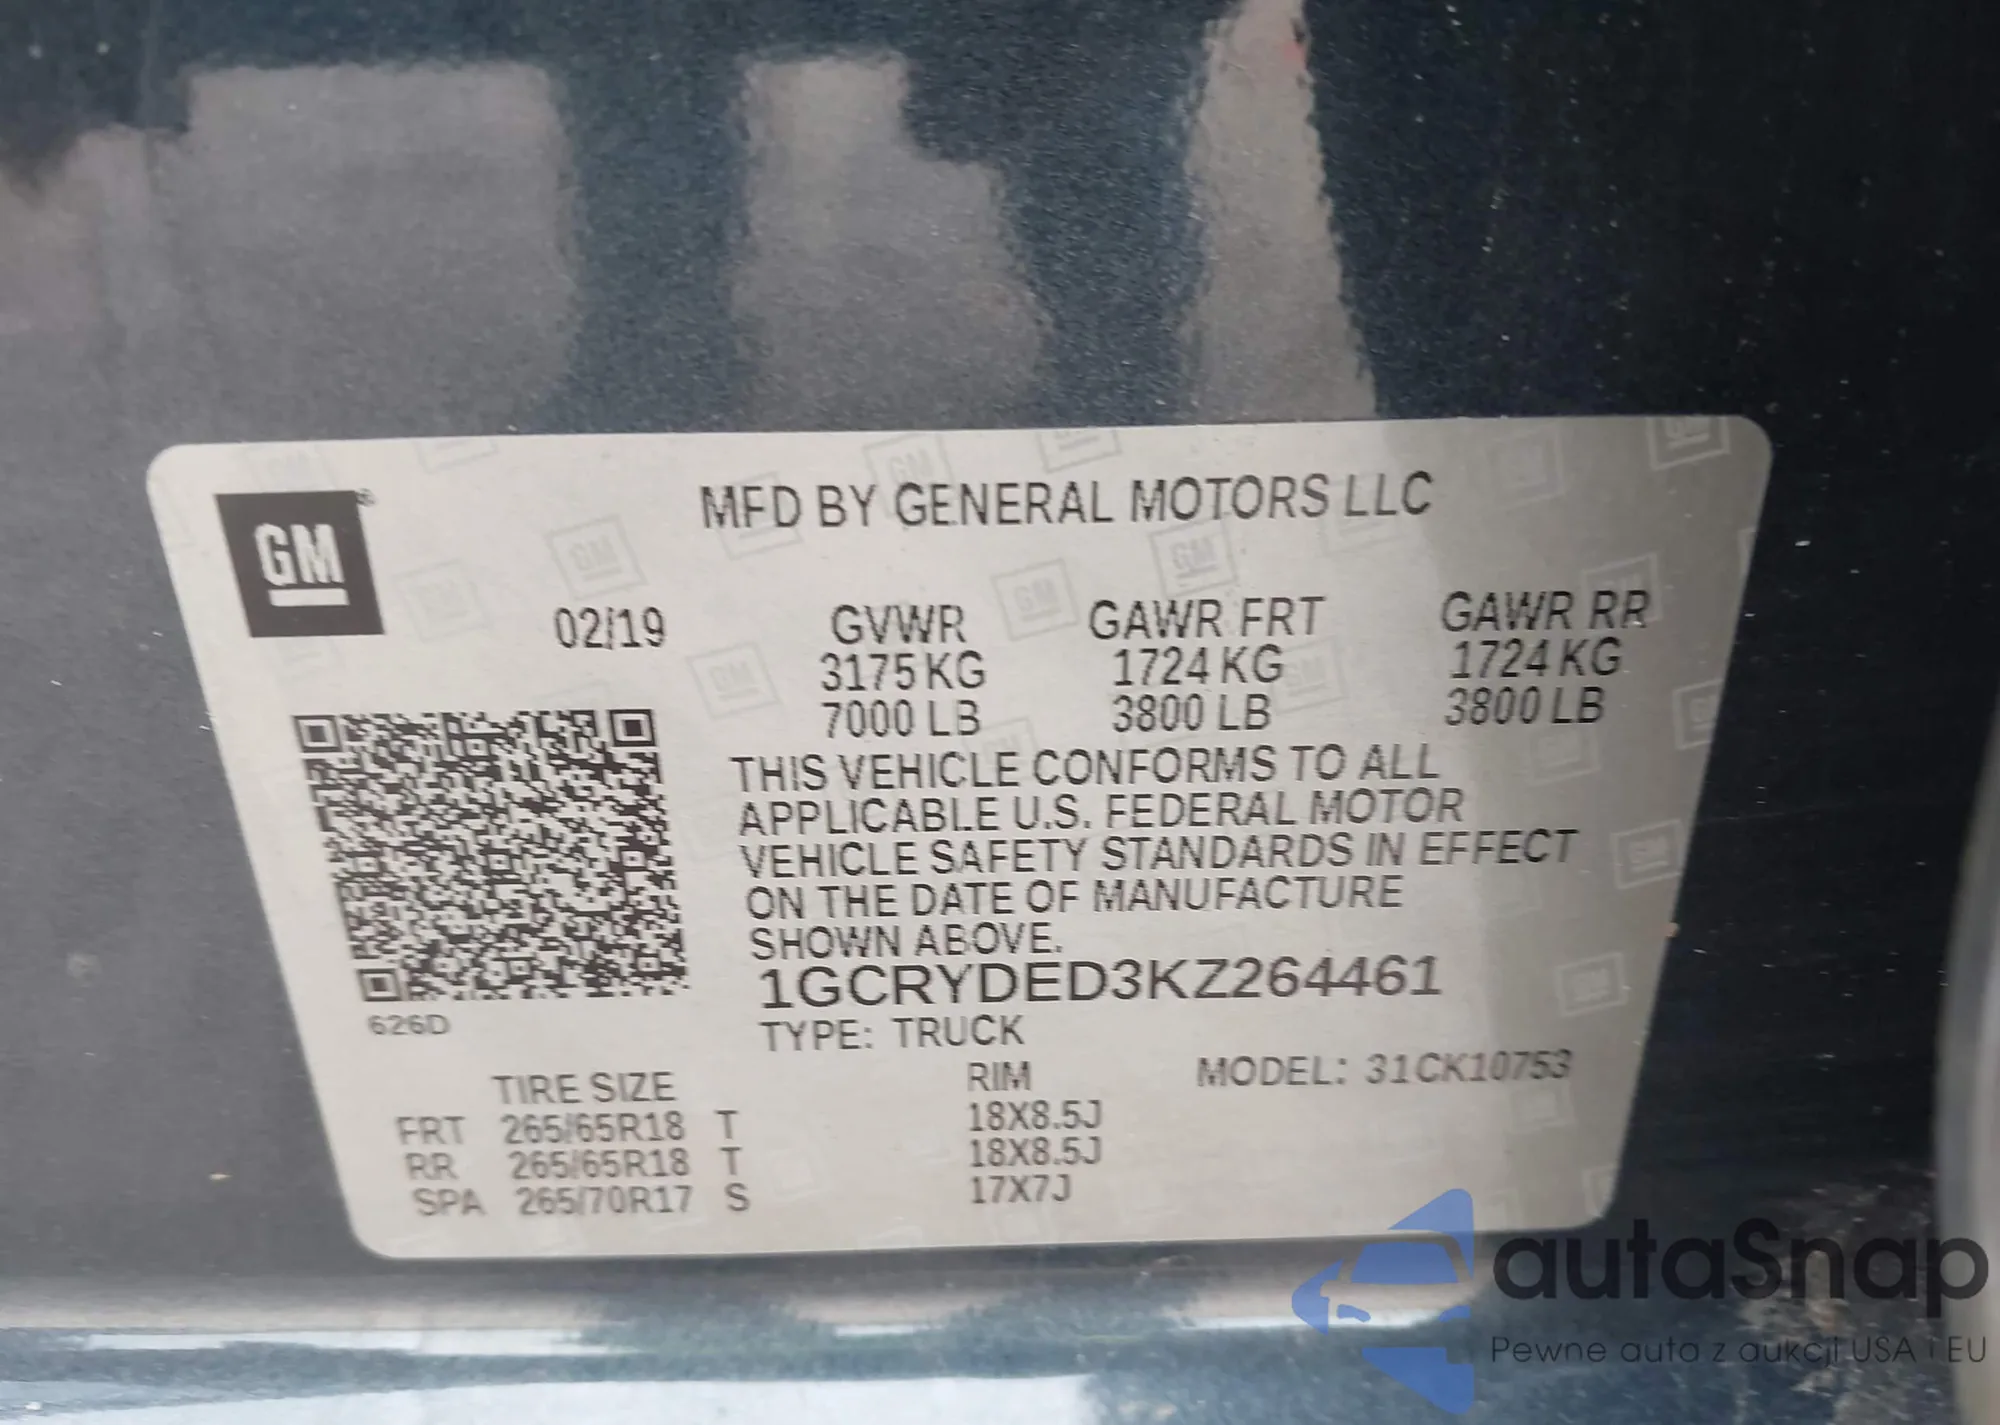 GM
MFD BY GENERAL MOTORS LLC
02/19 GVWR GAWR FRT GAWR RR
3175 KG 1724 KG 1724 KG
7000 LB 3800 LB 3800 LB
THIS VEHICLE CONFORMS TO ALL
APPLICABLE U.S. FEDERAL MOTOR
VEHICLE SAFETY STANDARDS IN EFFECT
ON THE DATE OF MANUFACTURE
SHOWN ABOVE.
1GCRYDED3KZ264461
626D
TYPE: TRUCK
TIRE SIZE RIM MODEL: 31CK10753
FRT 265/65R18 T 18X8.5J
RR 265/65R18 T 18X8.5J
SPA 265/70R17 S 17X7J
autaSnap
Pewne auta z aukcji USA i EU